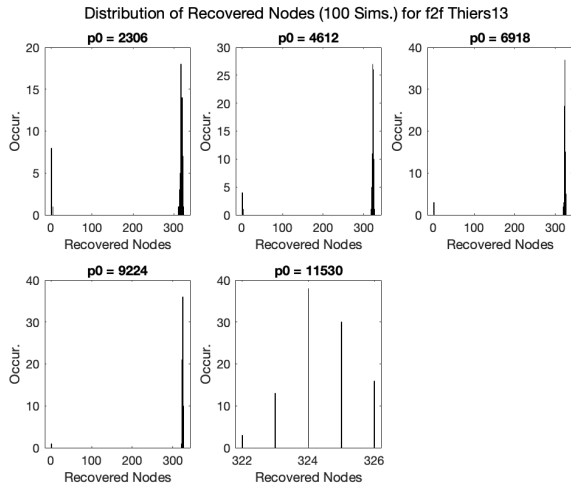 Distribution of Recovered Nodes (100 Sims.) for f2f Thiers13
p0 = 2306
20
15
10
5
0
Occur.
0 100 200 300
Recovered Nodes
p0 = 4612
30
25
20
15
10
5
0
Occur.
0 100 200 300
Recovered Nodes
p0 = 6918
40
30
20
10
0
Occur.
0 100 200 300
Recovered Nodes
p0 = 9224
40
30
20
10
0
Occur.
0 100 200 300
Recovered Nodes
p0 = 11530
40
30
20
10
0
Occur.
322 324 326
Recovered Nodes